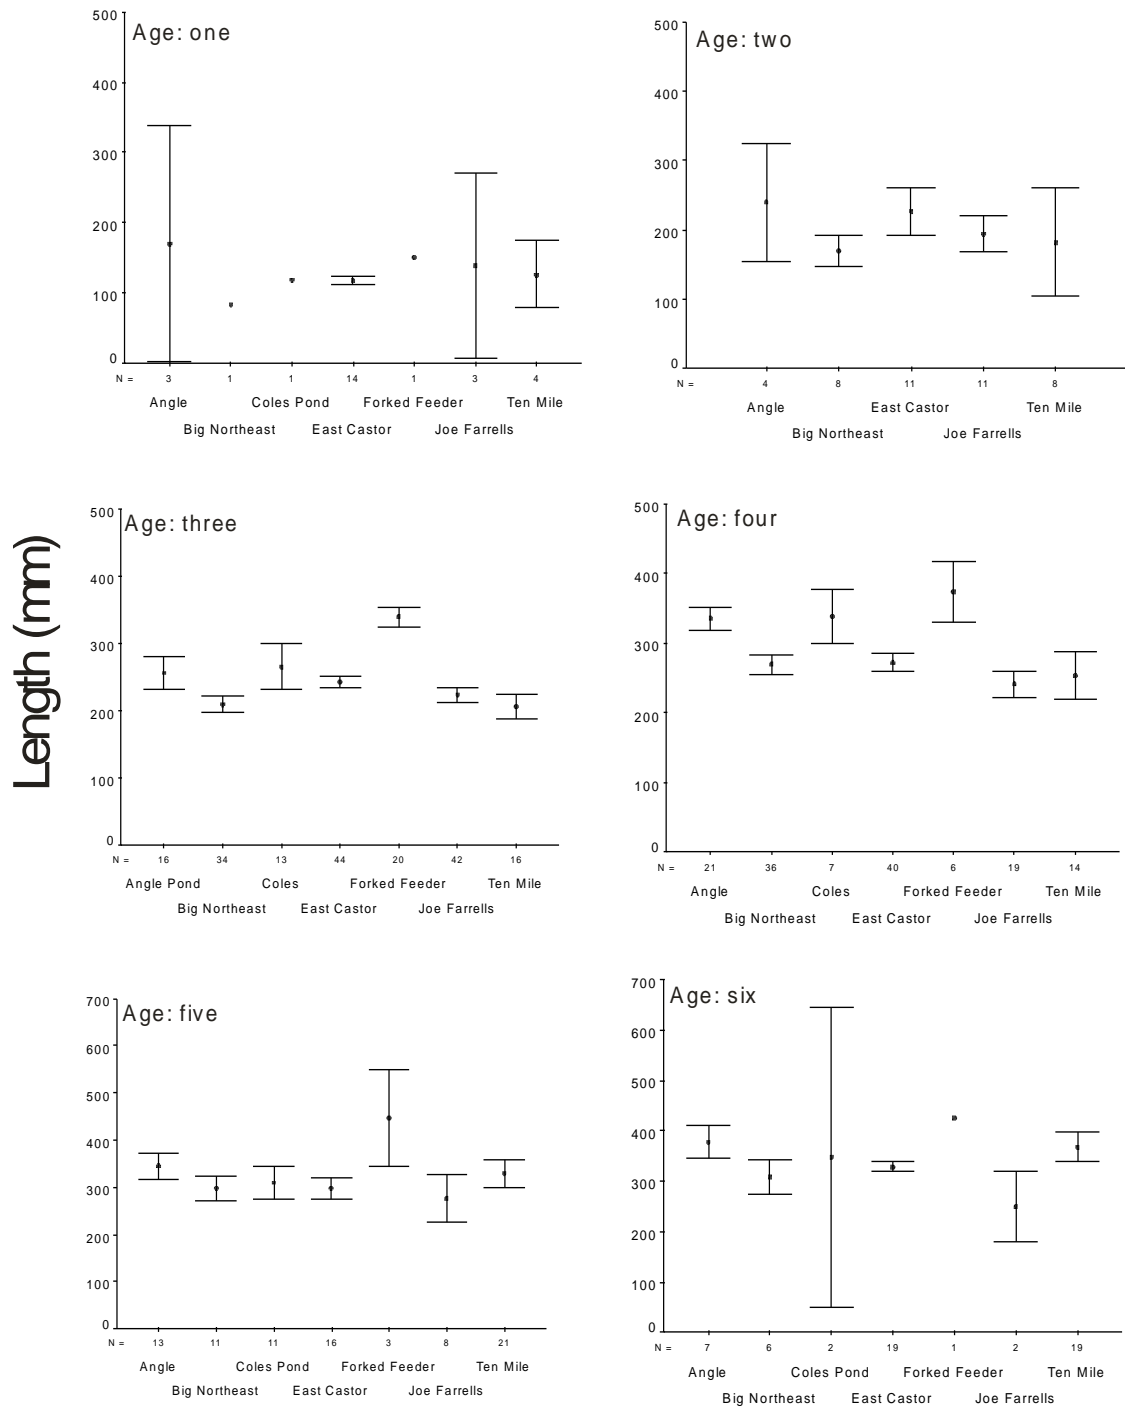 Length (mm)
Age: one
500
400
300
200
100
0
N = 3 1 1 14 1 3 4
Angle Coles Pond Forked Feeder Ten Mile
Big Northeast East Castor Joe Farrells
Age: two
500
400
300
200
100
0
N = 4 8 11 11 8
Angle East Castor Ten Mile
Big Northeast Joe Farrells
Age: three
500
400
300
200
100
0
N = 16 34 13 44 20 42 16
Angle Pond Coles Forked Feeder Ten Mile
Big Northeast East Castor Joe Farrells
Age: four
500
400
300
200
100
0
N = 21 36 7 40 6 19 14
Angle Coles Forked Feeder Ten Mile
Big Northeast East Castor Joe Farrells
Age: five
700
600
500
400
300
200
100
0
N = 13 11 11 16 3 8 21
Angle Coles Pond Forked Feeder Ten Mile
Big Northeast East Castor Joe Farrells
Age: six
700
600
500
400
300
200
100
0
N = 7 6 2 19 1 2 19
Angle Coles Pond Forked Feeder Ten Mile
Big Northeast East Castor Joe Farrells